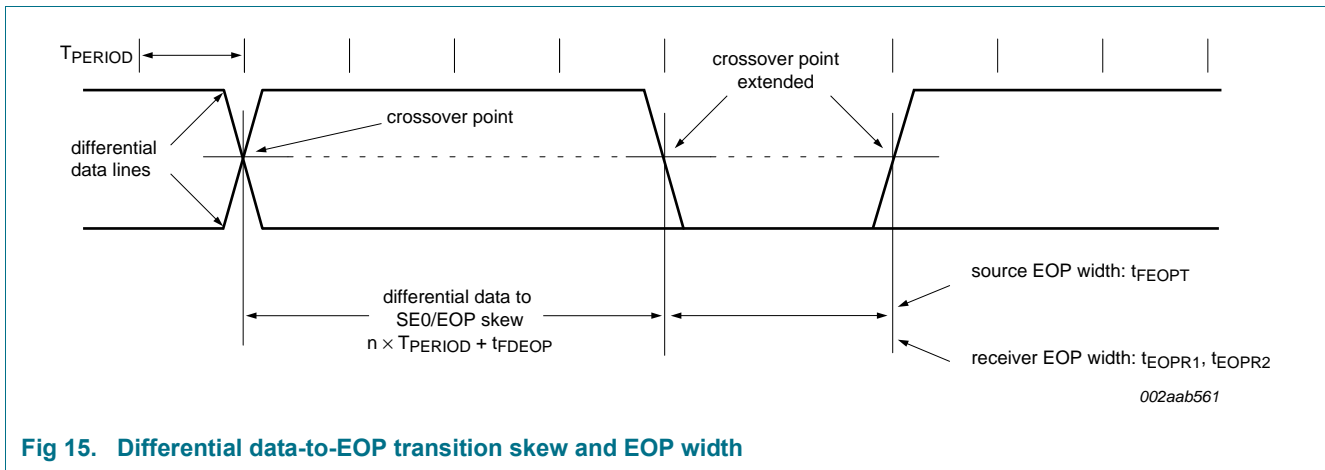 TPERIOD
crossover point
extended
crossover point
differential
data lines
source EOP width: tFEOPT
differential data to
SE0/EOP skew
n × TPERIOD + tFDEOP
receiver EOP width: tEOPR1, tEOPR2
002aab561
Fig 15. Differential data-to-EOP transition skew and EOP width